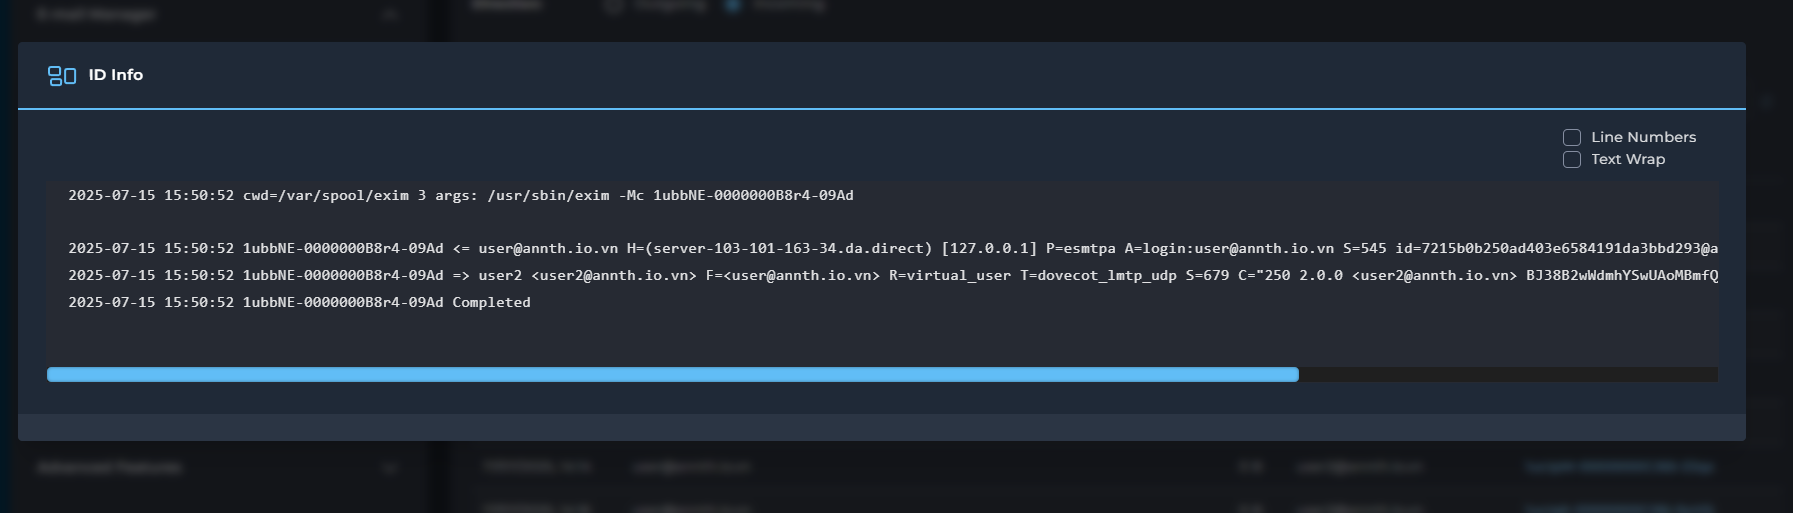 E-mail Manager
ID Info
Line Numbers
Text Wrap
2025-07-15 15:50:52 cwd=/var/spool/exim 3 args: /usr/sbin/exim -Mc 1ubbNE-0000000B8r4-09Ad
2025-07-15 15:50:52 1ubbNE-0000000B8r4-09Ad <= user@annth.io.vn H=(server-103-101-163-34.da.direct) [127.0.0.1] P=esmtpa A=login:user@annth.io.vn S=545 id=7215b0b250ad403e6584191da3bbd293@a
2025-07-15 15:50:52 1ubbNE-0000000B8r4-09Ad => user2 <user2@annth.io.vn> F=<user@annth.io.vn> R=virtual_user T=dovecot_lmtp_udp S=679 C="250 2.0.0 <user2@annth.io.vn> BJ38B2wWdmhYSwUAoMBmfQ
2025-07-15 15:50:52 1ubbNE-0000000B8r4-09Ad Completed
Advanced Features